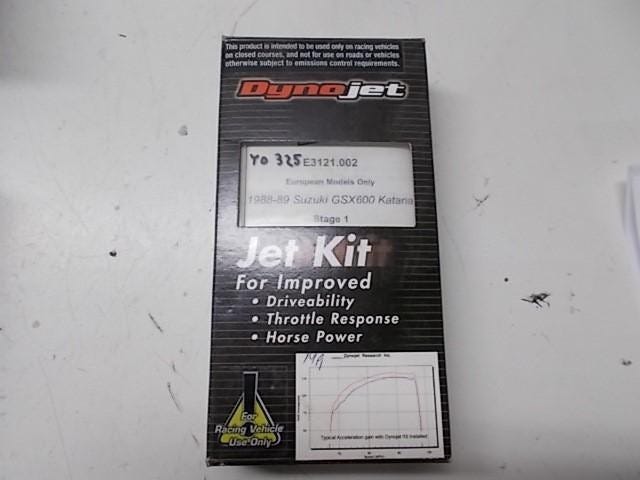 This product is intended to be used only on racing vehicles
on closed courses, and not for use on roads or vehicles
otherwise subject to emissions control requirements.
Dynojet
Yo 325 E3121.002
European Models Only
1988-89 Suzuki GSX600 Katana
Stage 1
Jet Kit
For Improved
• Driveability
• Throttle Response
• Horse Power
Dynojet Research Inc.
For
Racing Vehicle
Use Only
Typical Acceleration gain with Dynojet Kit Installed